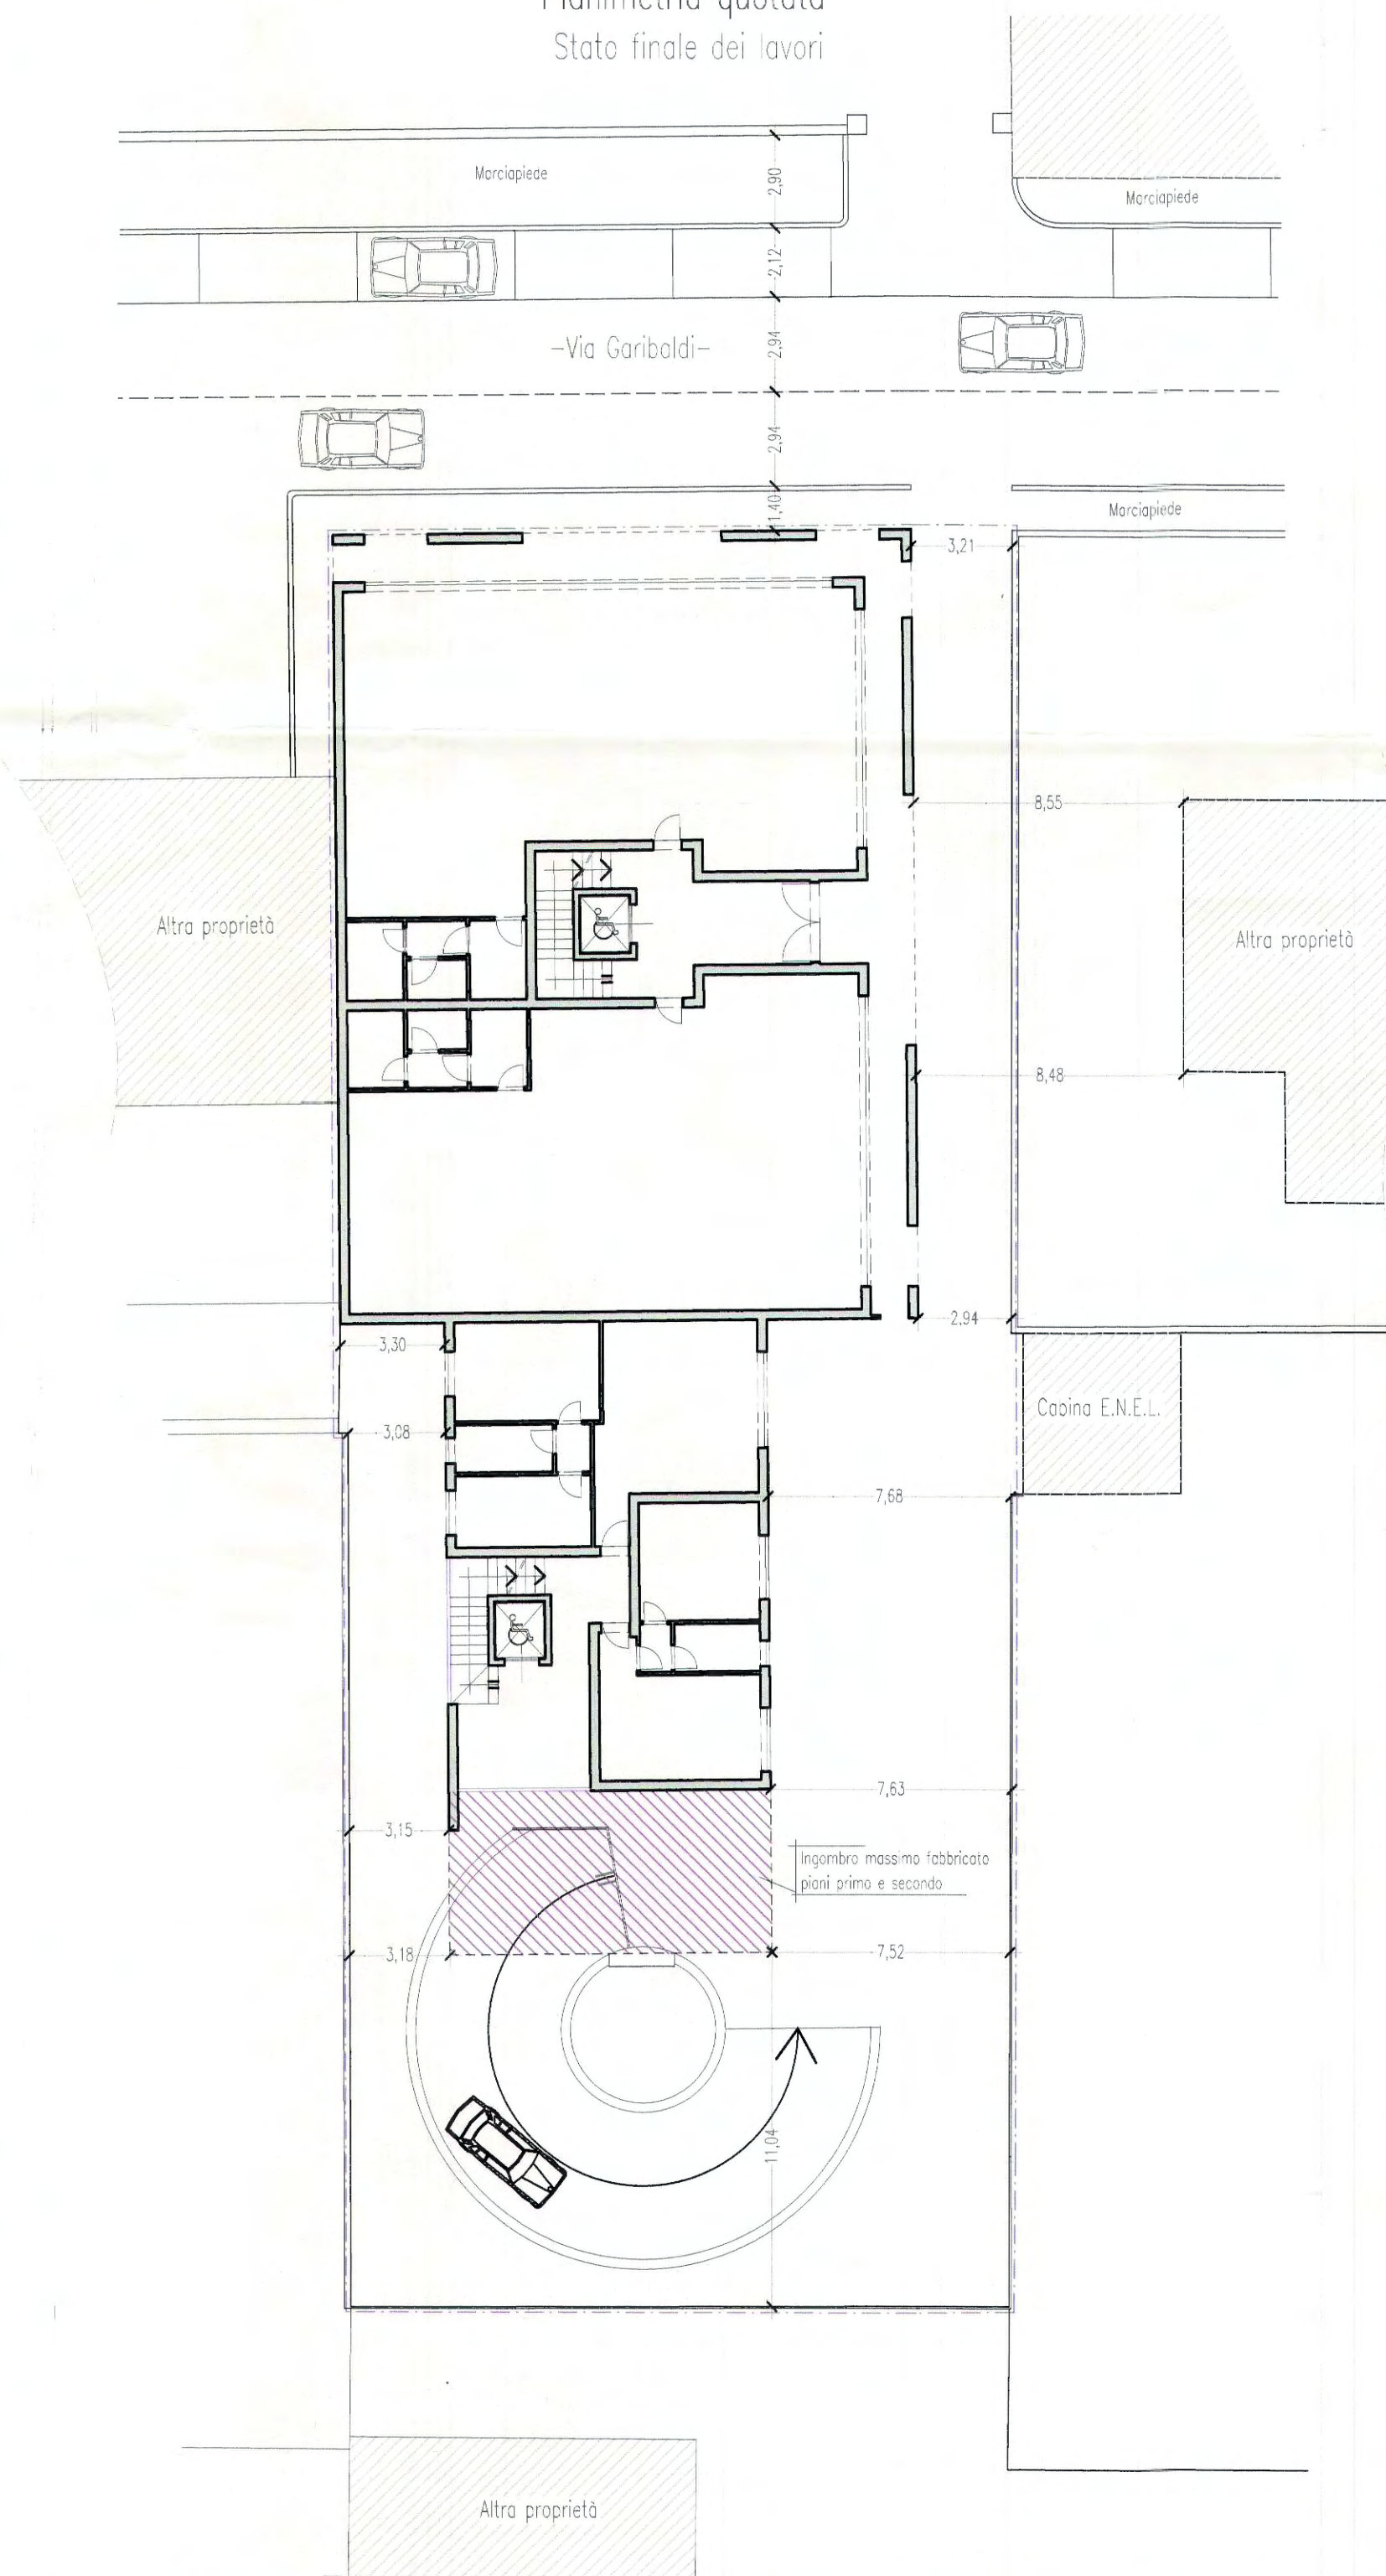 Planimetria quotata
Stato finale dei lavori
Marciapiede
2,90
Marciapiede
2,12
-Via Garibaldi-
2,94
2,94
1,40
Marciapiede
3,21
8,55
Altra proprietà
Altra proprietà
8,48
2,94
3,30
Cabina E.N.E.L.
3,08
7,68
7,63
3,15
Ingombro massimo fabbricato
piani primo e secondo
3,18
7,52
11,04
Altra proprietà